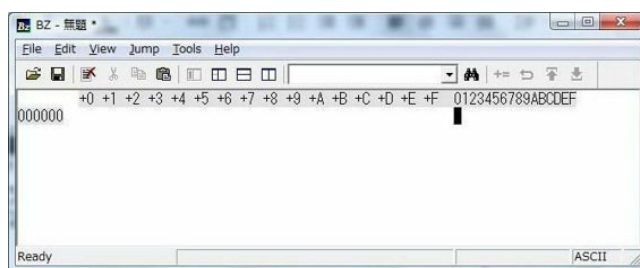 BZ - 無題 *
File Edit View Jump Tools Help
+0 +1 +2 +3 +4 +5 +6 +7 +8 +9 +A +B +C +D +E +F 0123456789ABCDEF
000000
Ready ASCII